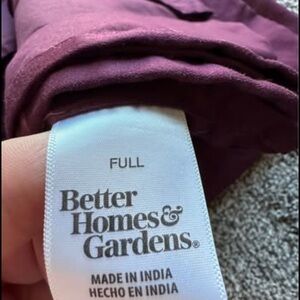 FULL
Better
Homes&
Gardens®
MADE IN INDIA
HECHO EN INDIA